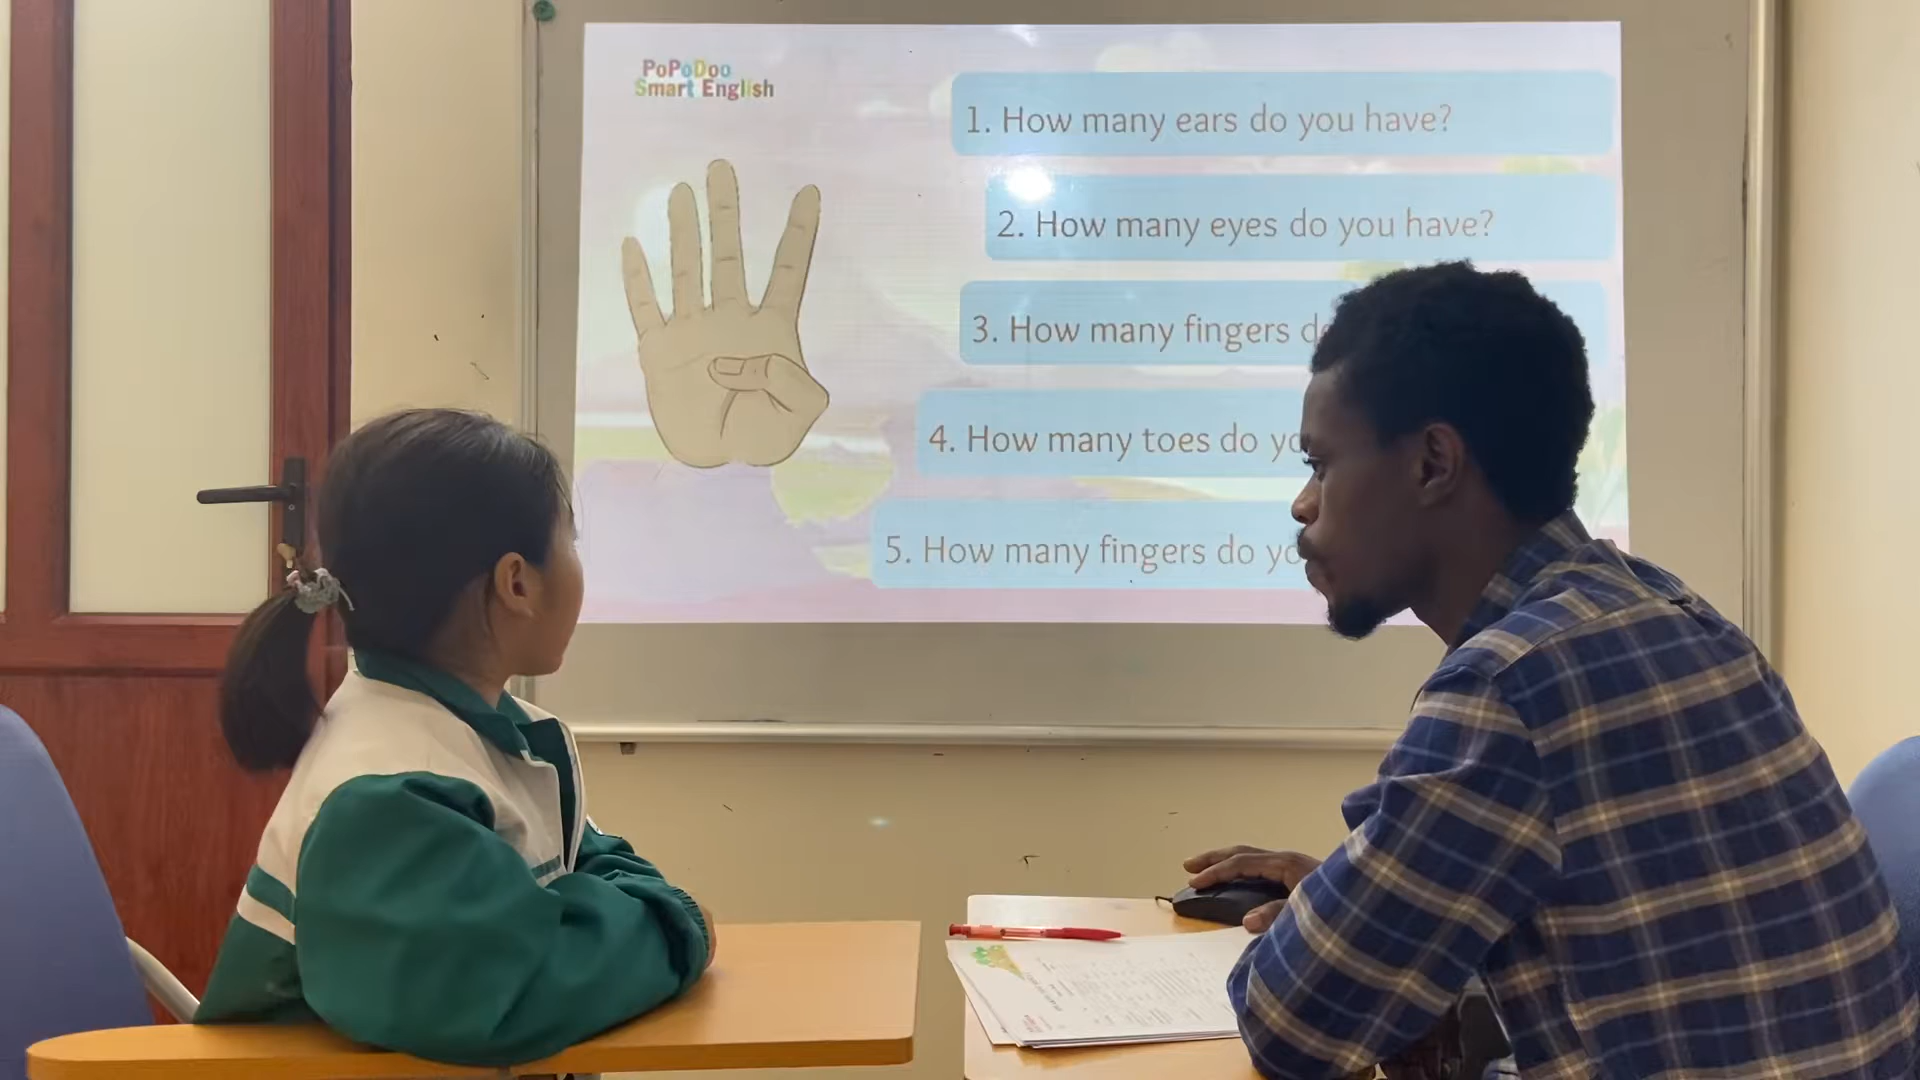 PoPoDoo
Smart English
1. How many ears do you have?
2. How many eyes do you have?
3. How many fingers
4. How many toes do
5. How many fingers do